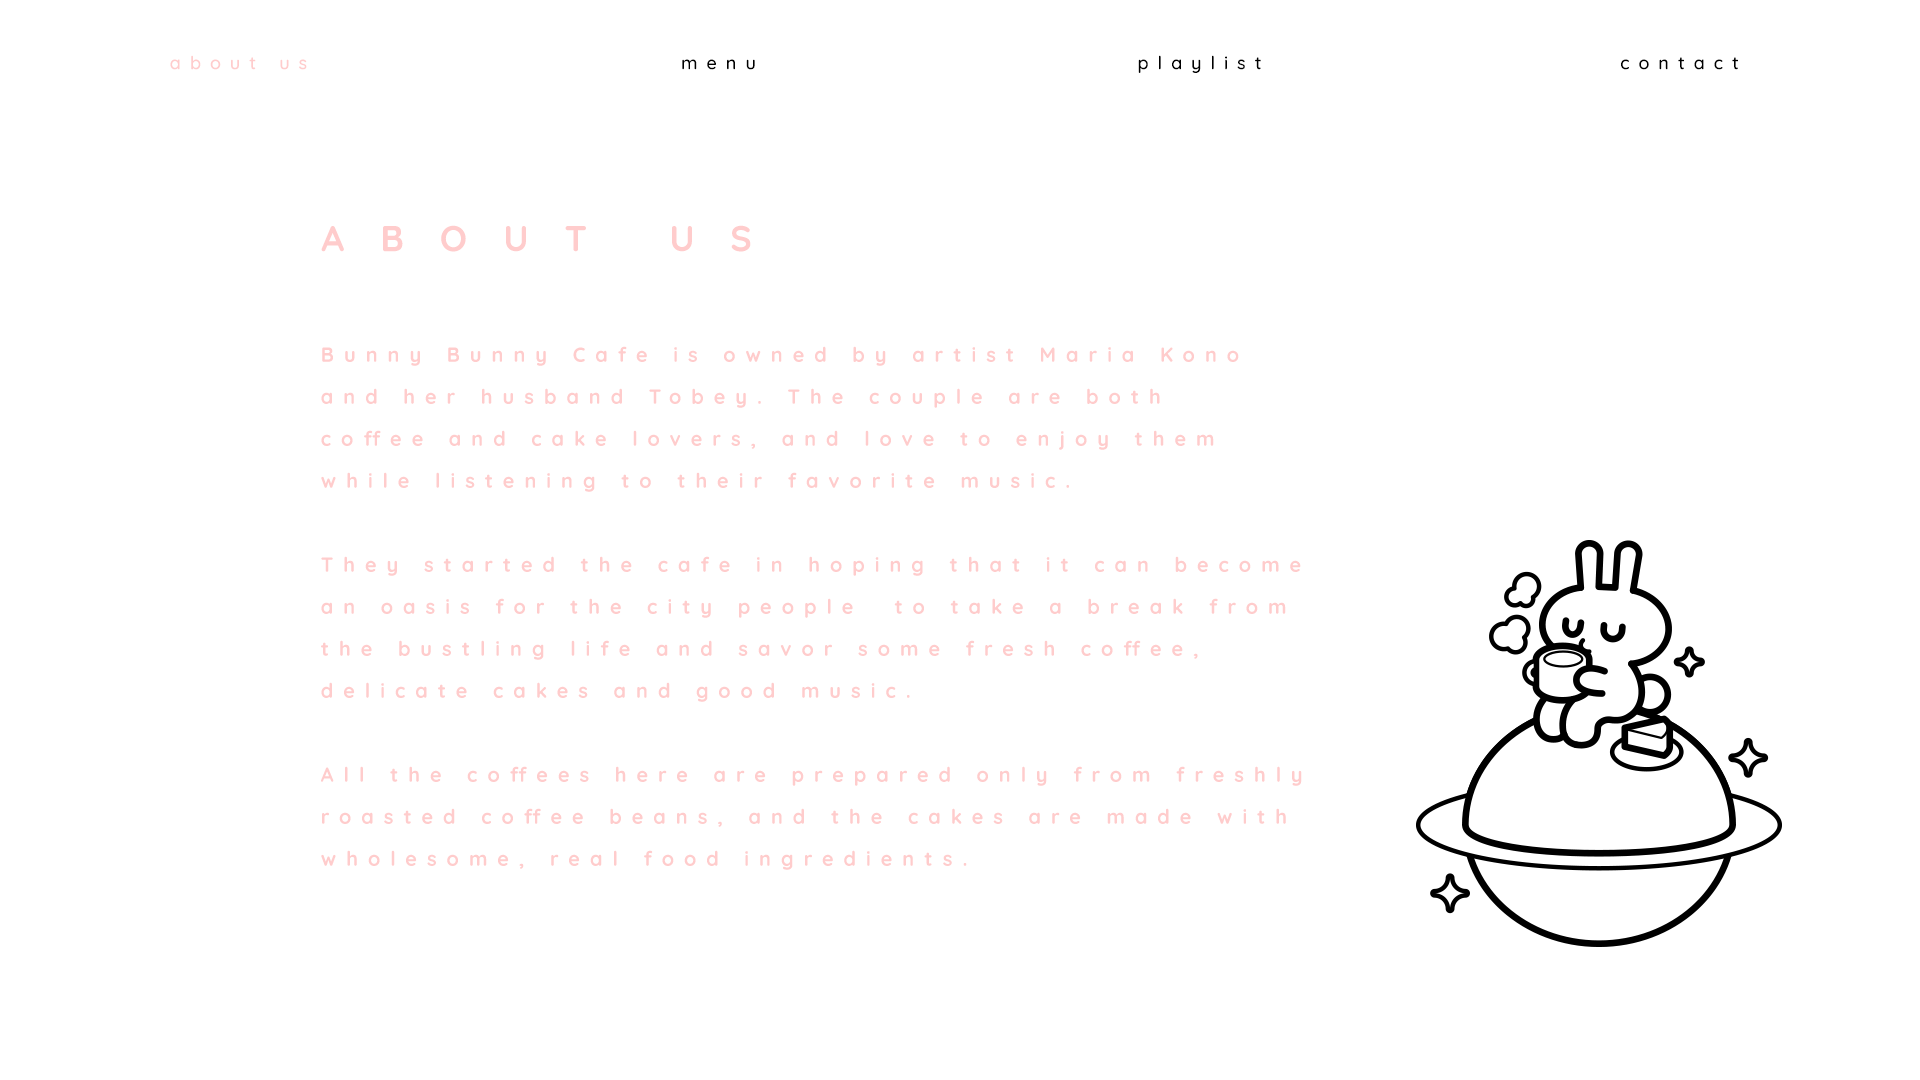 about us
menu
playlist
contact
ABOUT US
Bunny Bunny Cafe is owned by artist Maria Kono
and her husband Tobey. The couple are both
coffee and cake lovers, and love to enjoy them
while listening to their favorite music.
They started the cafe in hoping that it can become
an oasis for the city people  to take a break from
the bustling life and savor some fresh coffee,
delicate cakes and good music.
All the coffees here are prepared only from freshly
roasted coffee beans, and the cakes are made with
wholesome, real food ingredients.